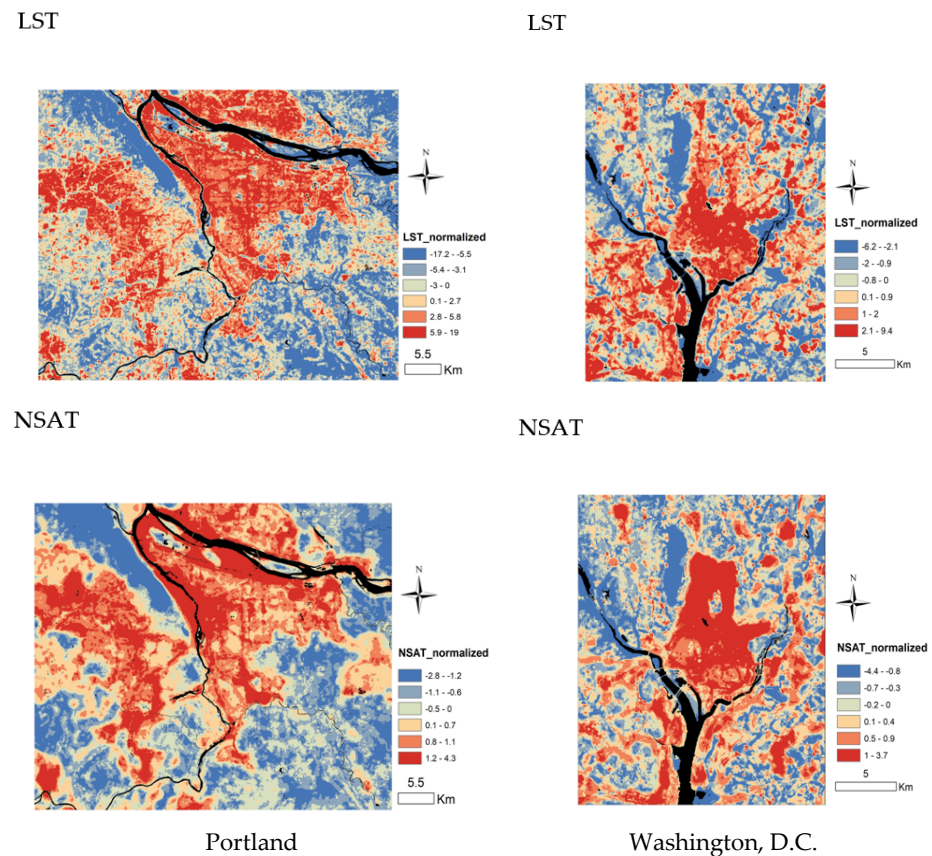 LST
LST
N
LST_normalized
-17.2 - -5.5
-5.4 - -3.1
-3 - 0
0.1 - 2.7
2.8 - 5.8
5.9 - 19
5.5
Km
N
LST_normalized
-6.2 - -2.1
-2 - -0.9
-0.8 - 0
0.1 - 0.9
1 - 2
2.1 - 9.4
5
Km
NSAT
NSAT
N
NSAT_normalized
-2.8 - -1.2
-1.1 - -0.6
-0.5 - 0
0.1 - 0.7
0.8 - 1.1
1.2 - 4.3
5.5
Km
N
NSAT_normalized
-4.4 - -0.8
-0.7 - -0.3
-0.2 - 0
0.1 - 0.4
0.5 - 0.9
1 - 3.7
5
Km
Portland
Washington, D.C.